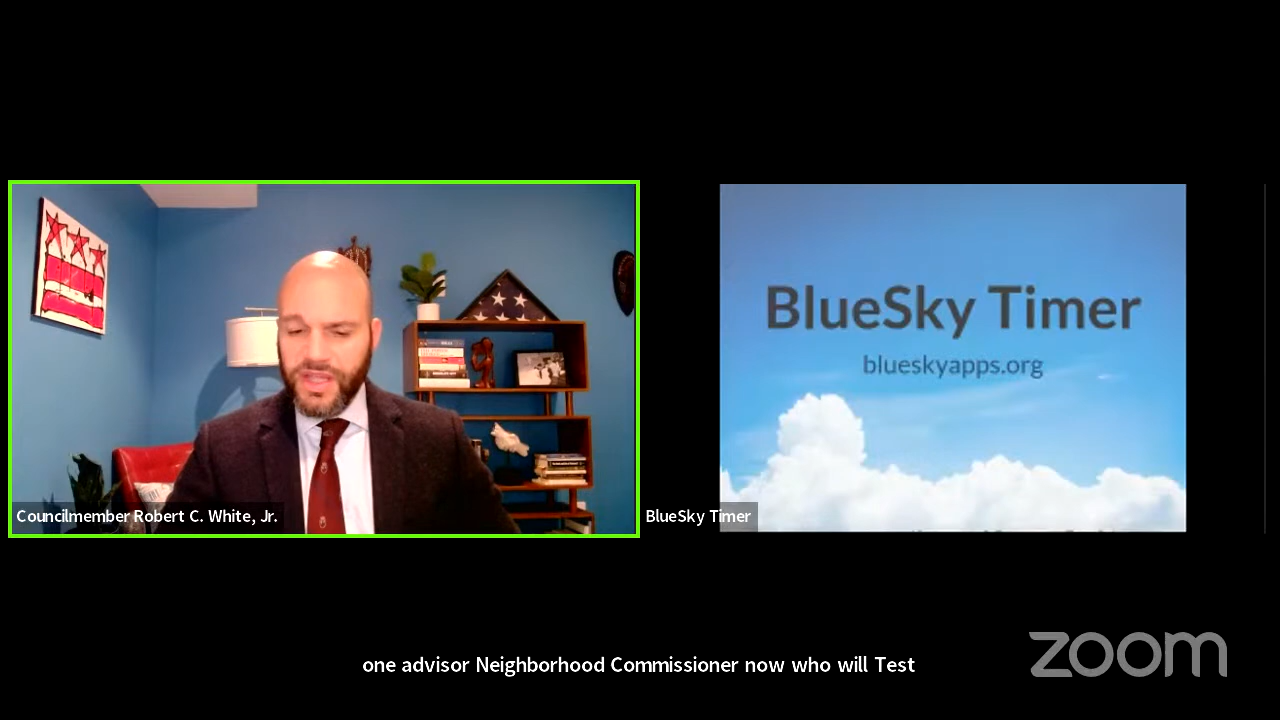 BlueSky Timer
blueskyapps.org
Councilmember Robert C. White, Jr.
BlueSky Timer
one advisor Neighborhood Commissioner now who will Test
zoom